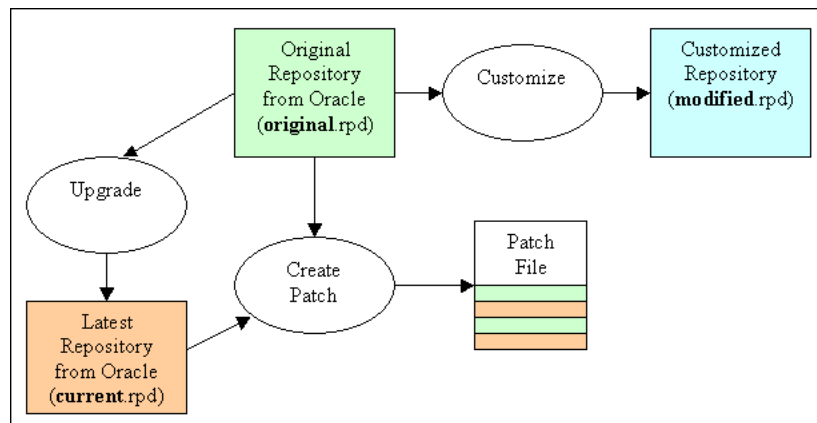 Original
Repository
from Oracle
(original.rpd)
Customize
Customized
Repository
(modified.rpd)
Upgrade
Create
Patch
Patch
File
Latest
Repository
from Oracle
(current.rpd)